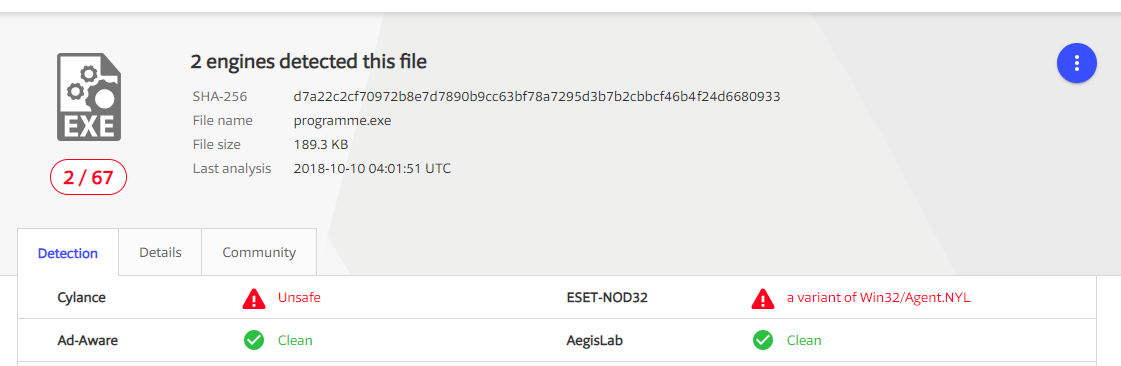 2 engines detected this file
SHA-256 d7a22c2cf70972b8e7d7890b9cc63bf78a7295d3b7b2cbbcf46b4f24d6680933
File name programme.exe
File size 189.3 KB
Last analysis 2018-10-10 04:01:51 UTC
EXE
2 / 67
Detection Details Community
Cylance Unsafe ESET-NOD32 a variant of Win32/Agent.NYL
Ad-Aware Clean AegisLab Clean